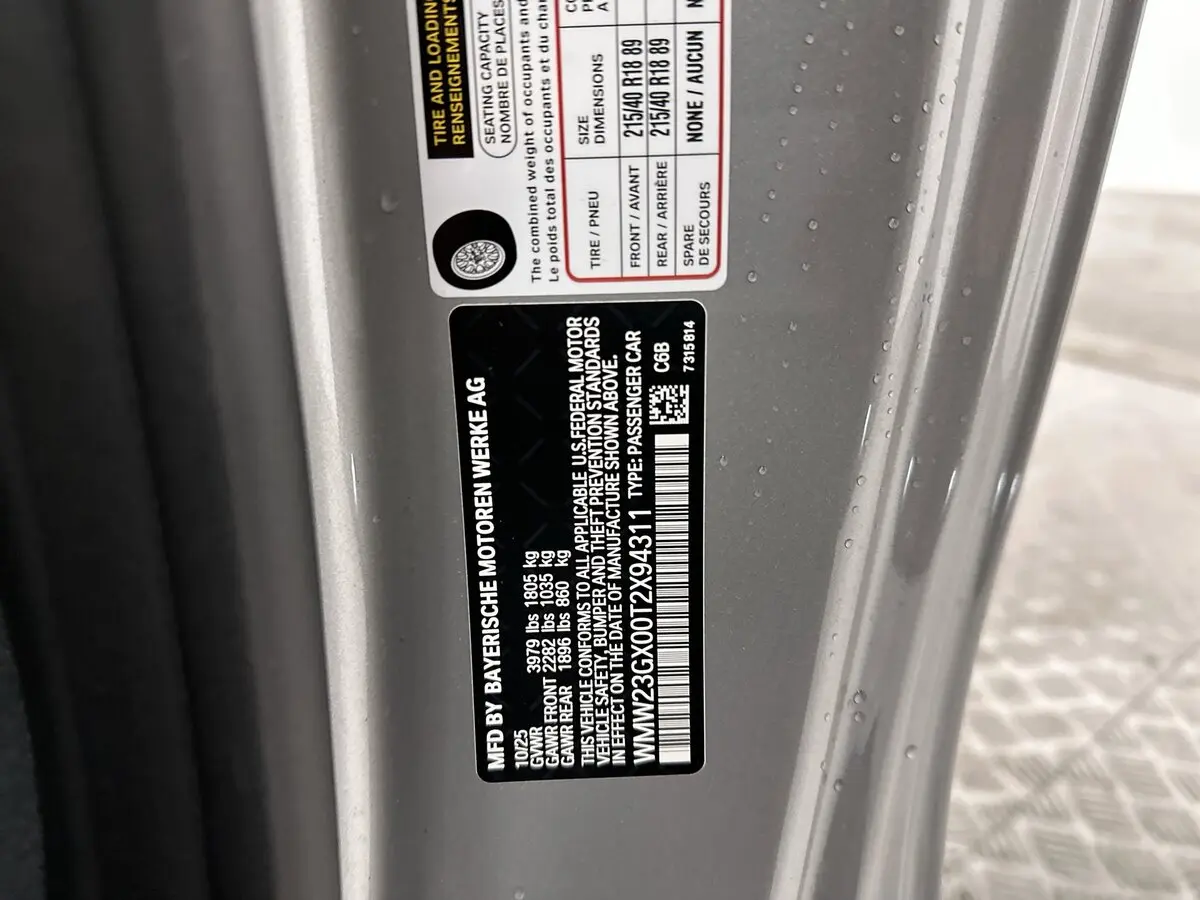 TIRE AND LOADING
RENSEIGNEMENTS
SEATING CAPACITY
NOMBRE DE PLACES
The combined weight of occupants and
Le poids total des occupants et du
TIRE / PNEU SIZE
DIMENSIONS
FRONT / AVANT 215/40 R18 89
REAR / ARRIÈRE 215/40 R18 89
SPARE
DE SECOURS NONE / AUCUN
MFD BY BAYERISCHE MOTOREN WERKE AG
10/25
GVWR 3979 lbs 1805 kg
GAWR FRONT 2282 lbs 1035 kg
GAWR REAR 1896 lbs 860 kg
THIS VEHICLE CONFORMS TO ALL APPLICABLE U.S.FEDERAL MOTOR
VEHICLE SAFETY, BUMPER AND THEFT PREVENTION STANDARDS
IN EFFECT ON THE DATE OF MANUFACTURE SHOWN ABOVE.
WMW23GX00T2X94311 TYPE: PASSENGER CAR
C6B
7315814